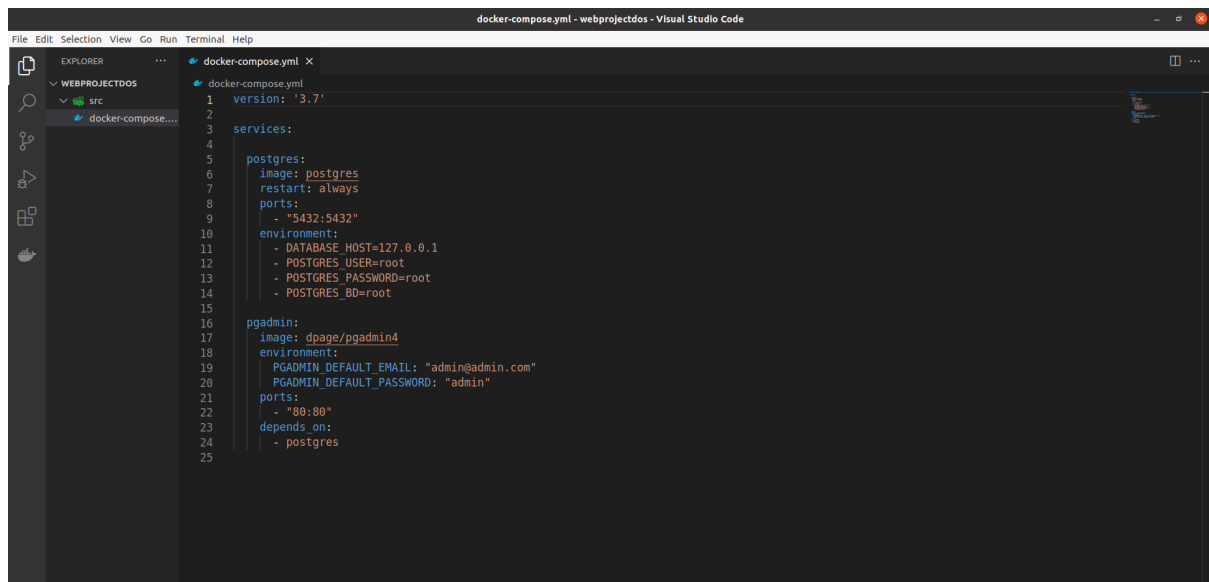 docker-compose.yml - webprojectdos - Visual Studio Code
File Edit Selection View Go Run Terminal Help
EXPLORER
docker-compose.yml
WEBPROJECTDOS
src
docker-compose....
docker-compose.yml
1 version: '3.7'
2
3 services:
4
5 postgres:
6 image: postgres
7 restart: always
8 ports:
9 - "5432:5432"
10 environment:
11 - DATABASE_HOST=127.0.0.1
12 - POSTGRES_USER=root
13 - POSTGRES_PASSWORD=root
14 - POSTGRES_BD=root
15
16 pgadmin:
17 image: dpage/pgadmin4
18 environment:
19 PGADMIN_DEFAULT_EMAIL: "admin@admin.com"
20 PGADMIN_DEFAULT_PASSWORD: "admin"
21 ports:
22 - "80:80"
23 depends_on:
24 - postgres
25